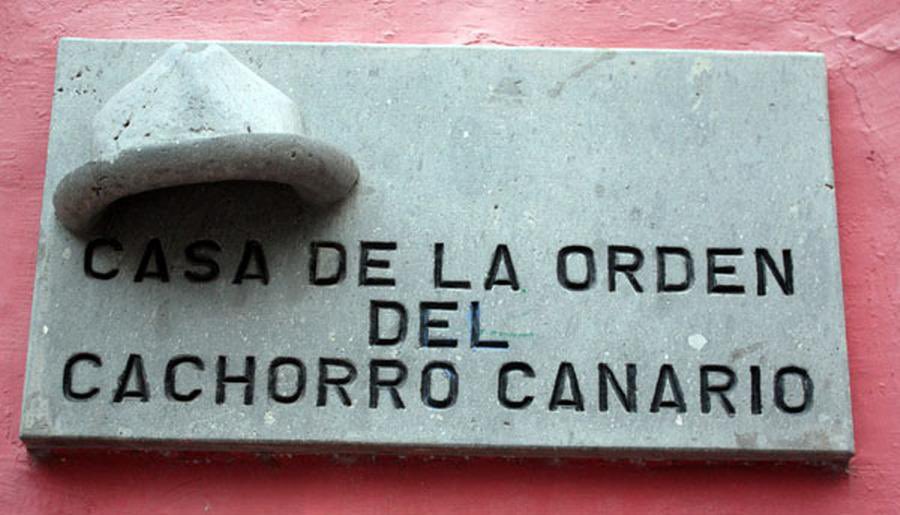 CASA DE LA ORDEN
DEL
CACHORRO CANARIO